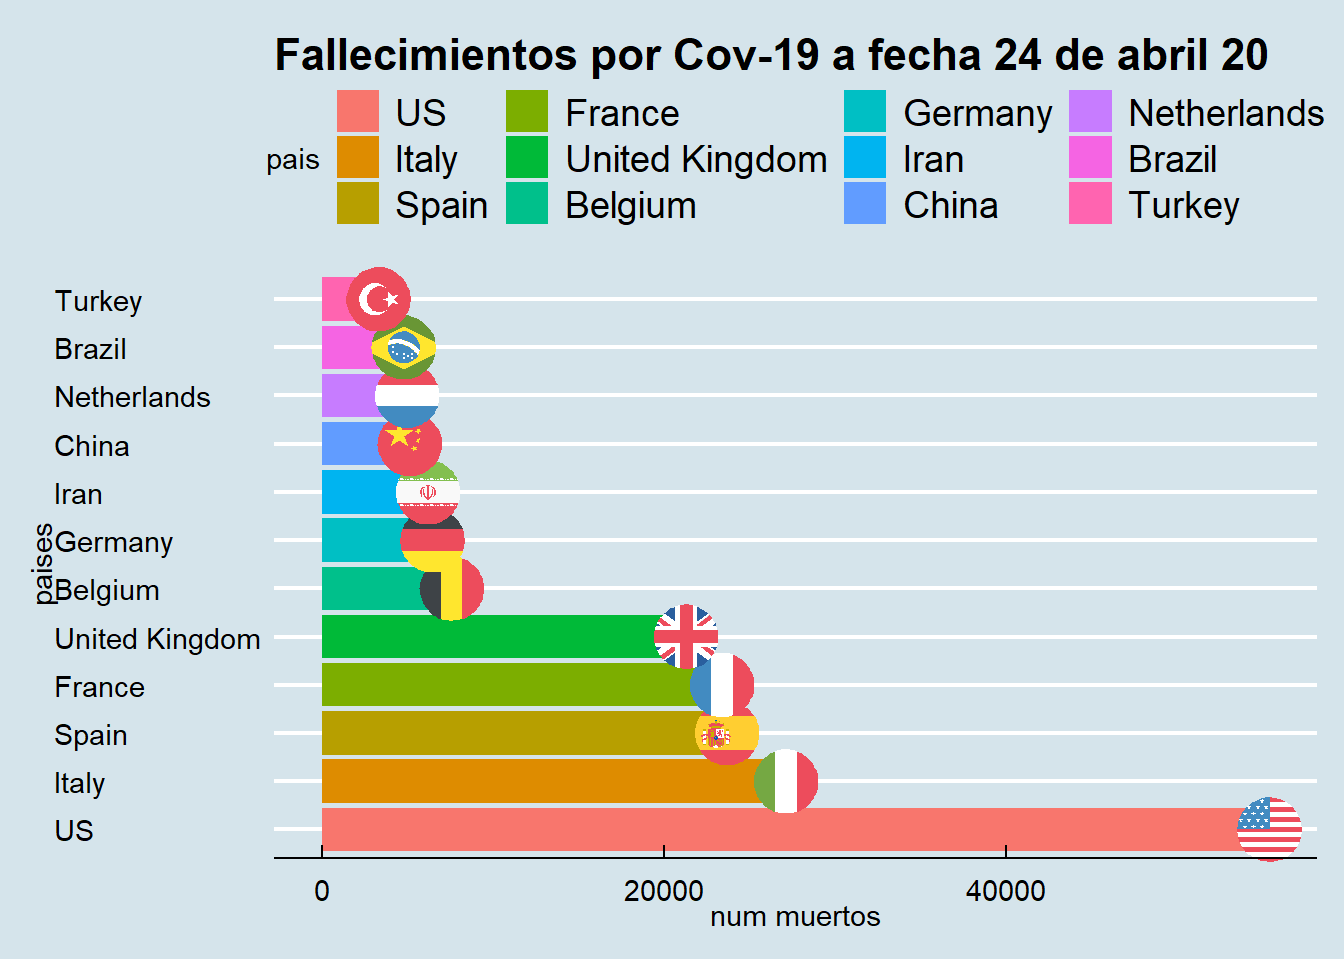 Fallecimientos por Cov-19 a fecha 24 de abril 20
pais
US
Italy
Spain
France
United Kingdom
Belgium
Germany
Iran
China
Netherlands
Brazil
Turkey
paises
Turkey
Brazil
Netherlands
China
Iran
Germany
Belgium
United Kingdom
France
Spain
Italy
US
0 20000 40000
num muertos